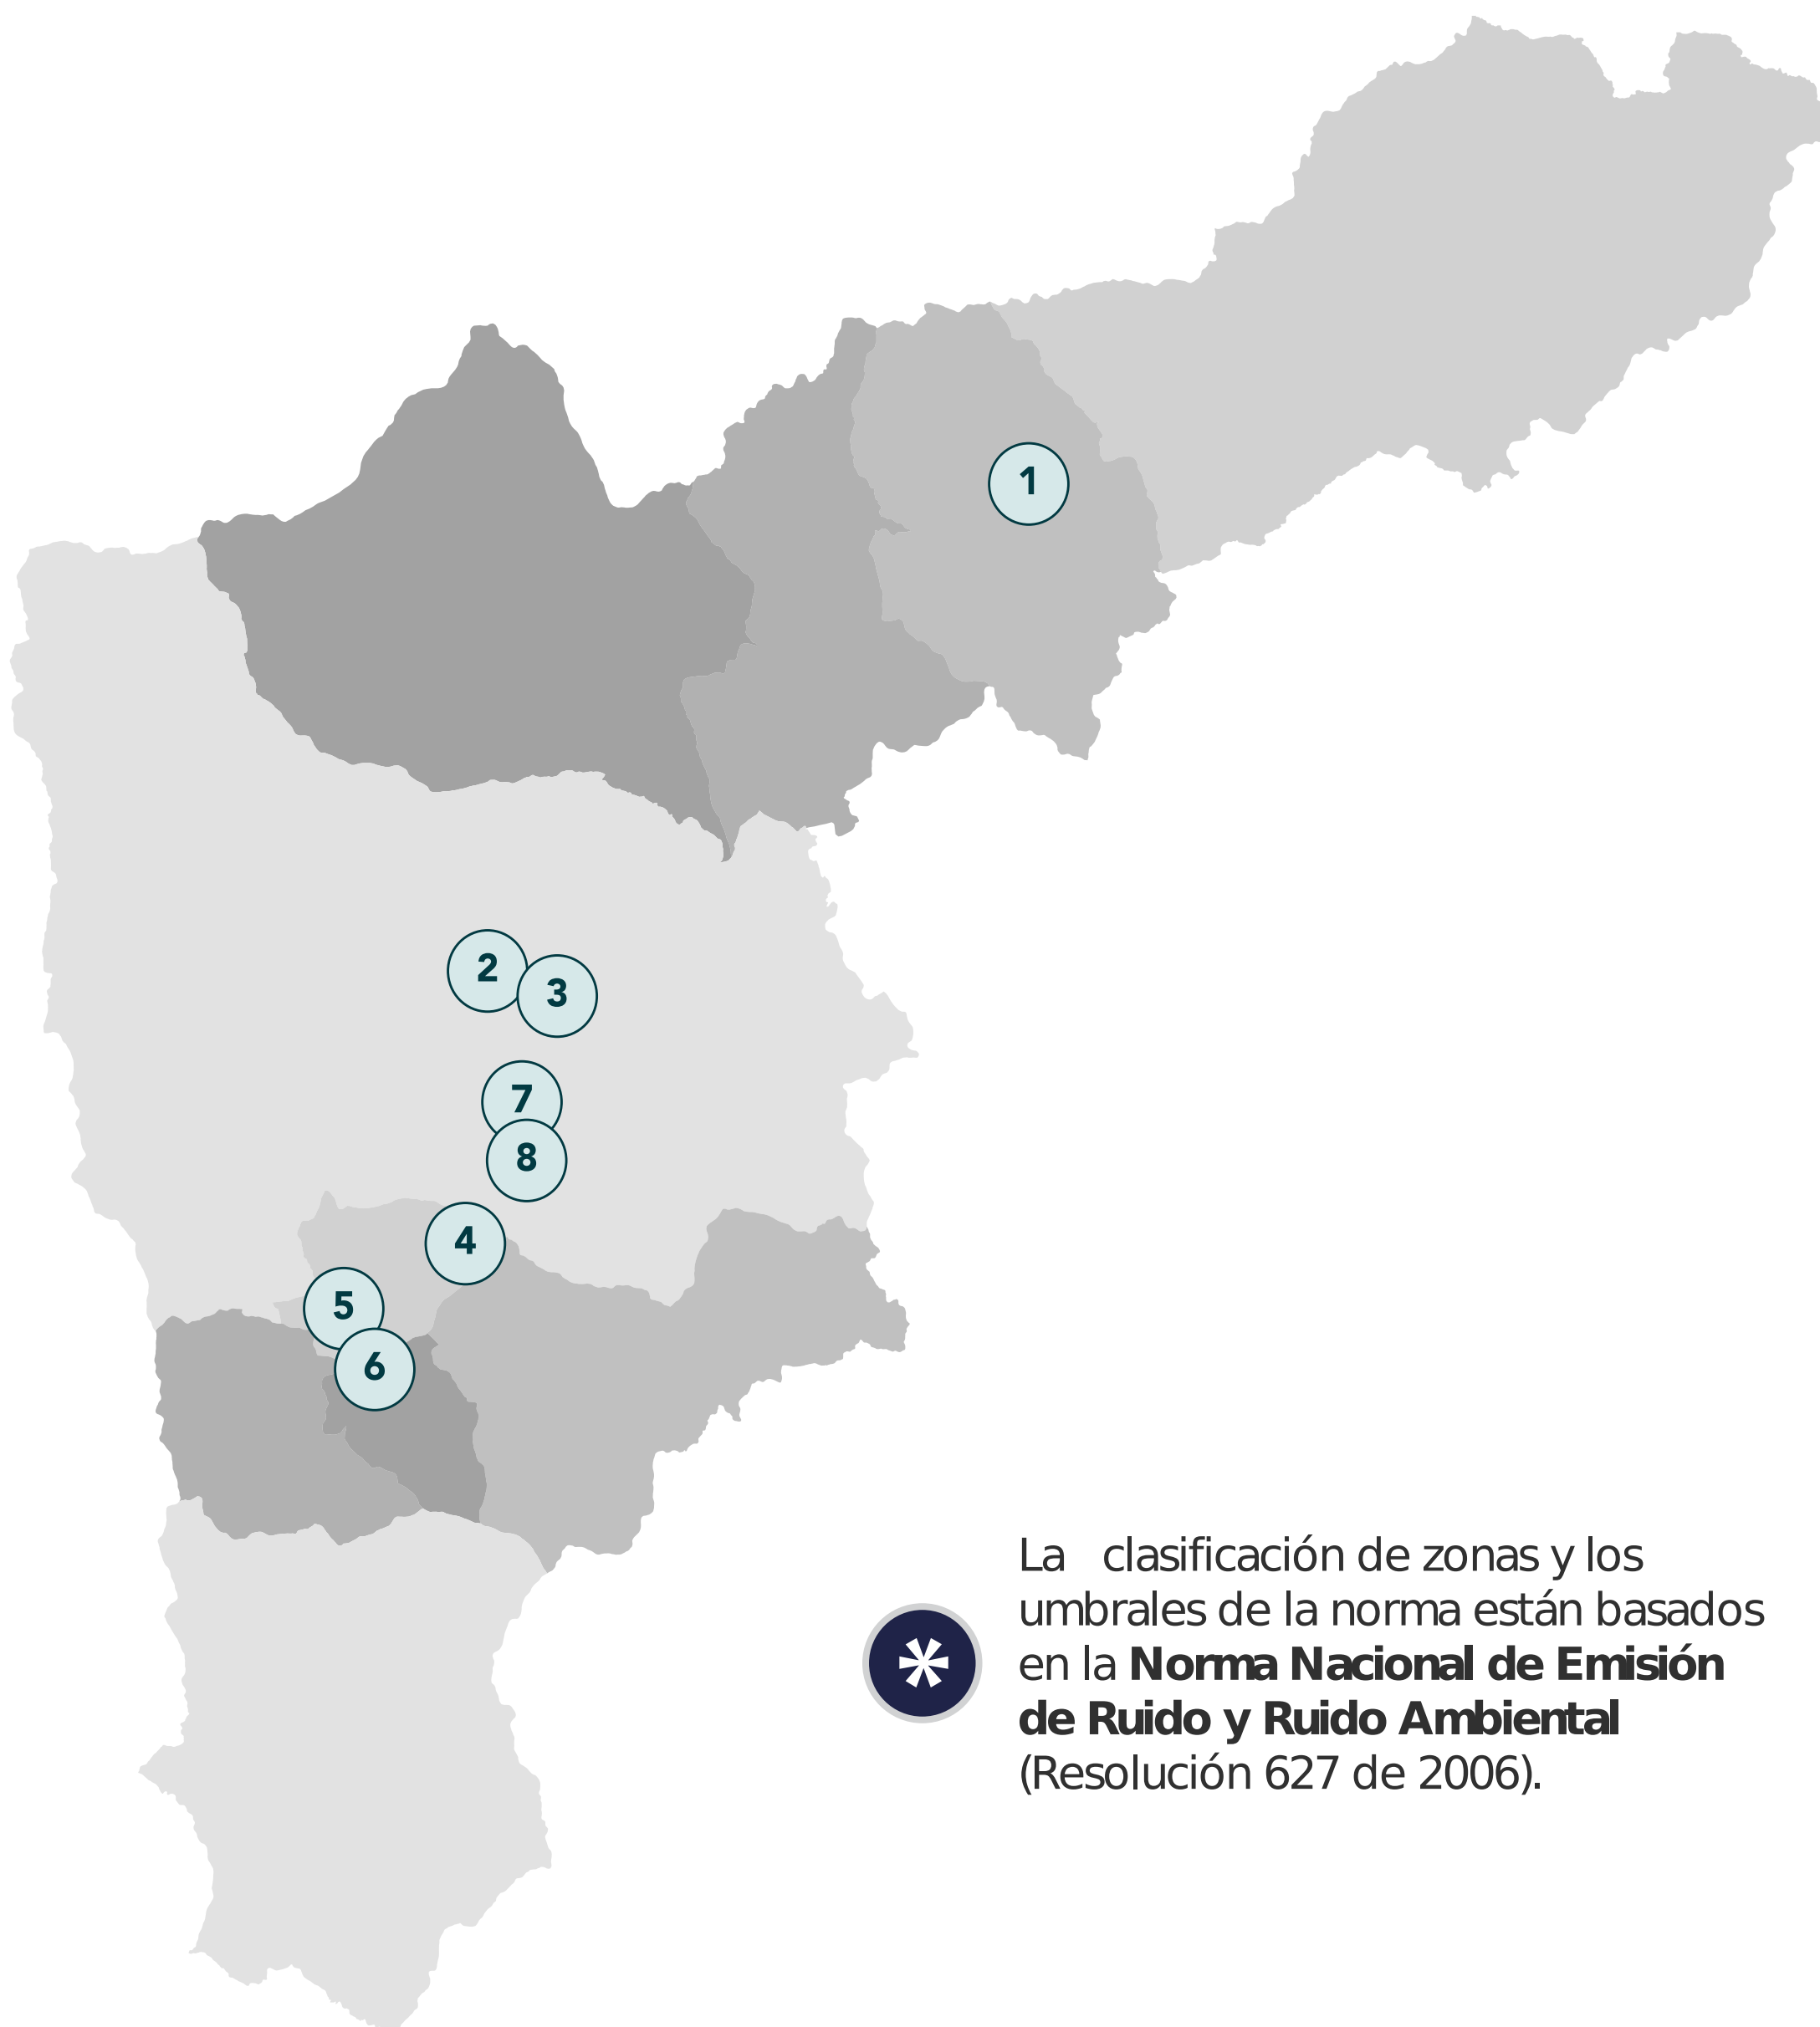 1
2
3
7
8
4
5
6
La clasificación de zonas y los
umbrales de la norma están basados
en la Norma Nacional de Emisión
de Ruido y Ruido Ambiental
(Resolución 627 de 2006).
*